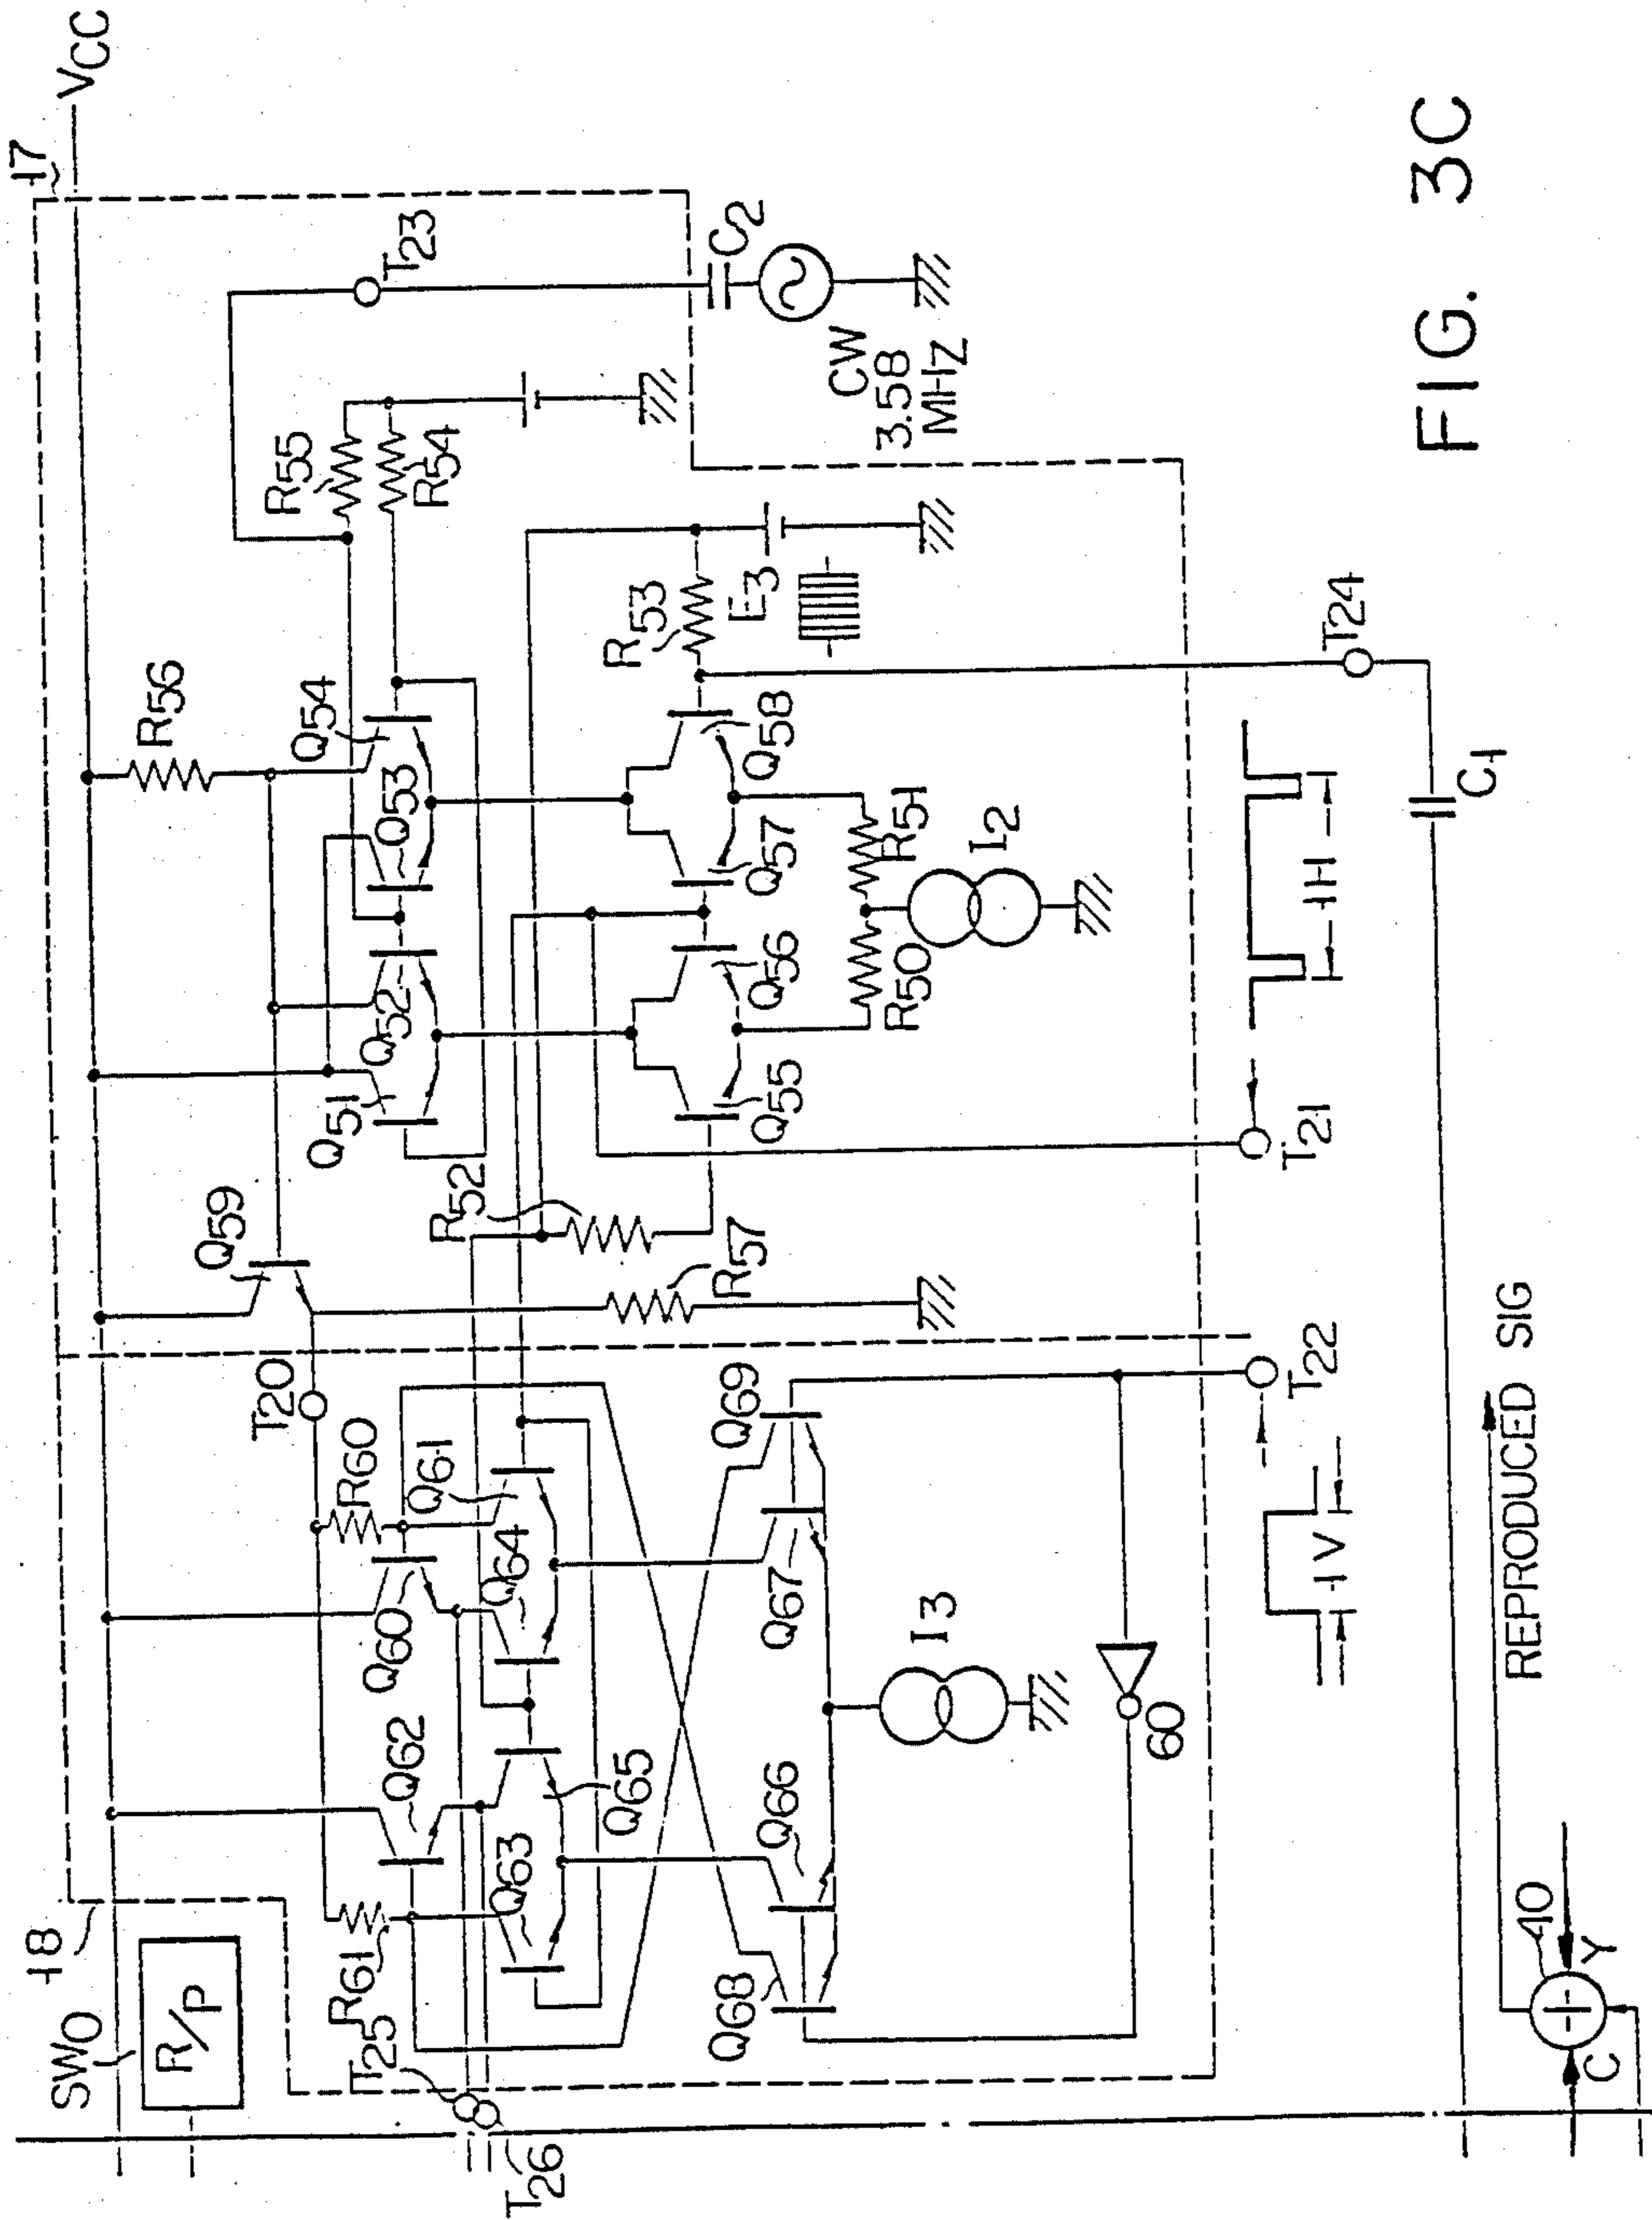 17
VCC
T23
C2
CW
3.58
MHZ
R55
R54
R53
E3
R56
Q54
Q53
Q52
Q51
Q58
Q57
Q56
Q55
R51
R50
I2
T24
C1
1H
T21
Q59
R52
R57
T20
R60
Q61
Q60
Q64
Q62
Q63
Q65
R61
Q69
Q67
Q66
Q68
I3
60
T22
1V
18
SW0
R/P
T25
T26
REPRODUCED SIG
40
Y
C
FIG. 3C